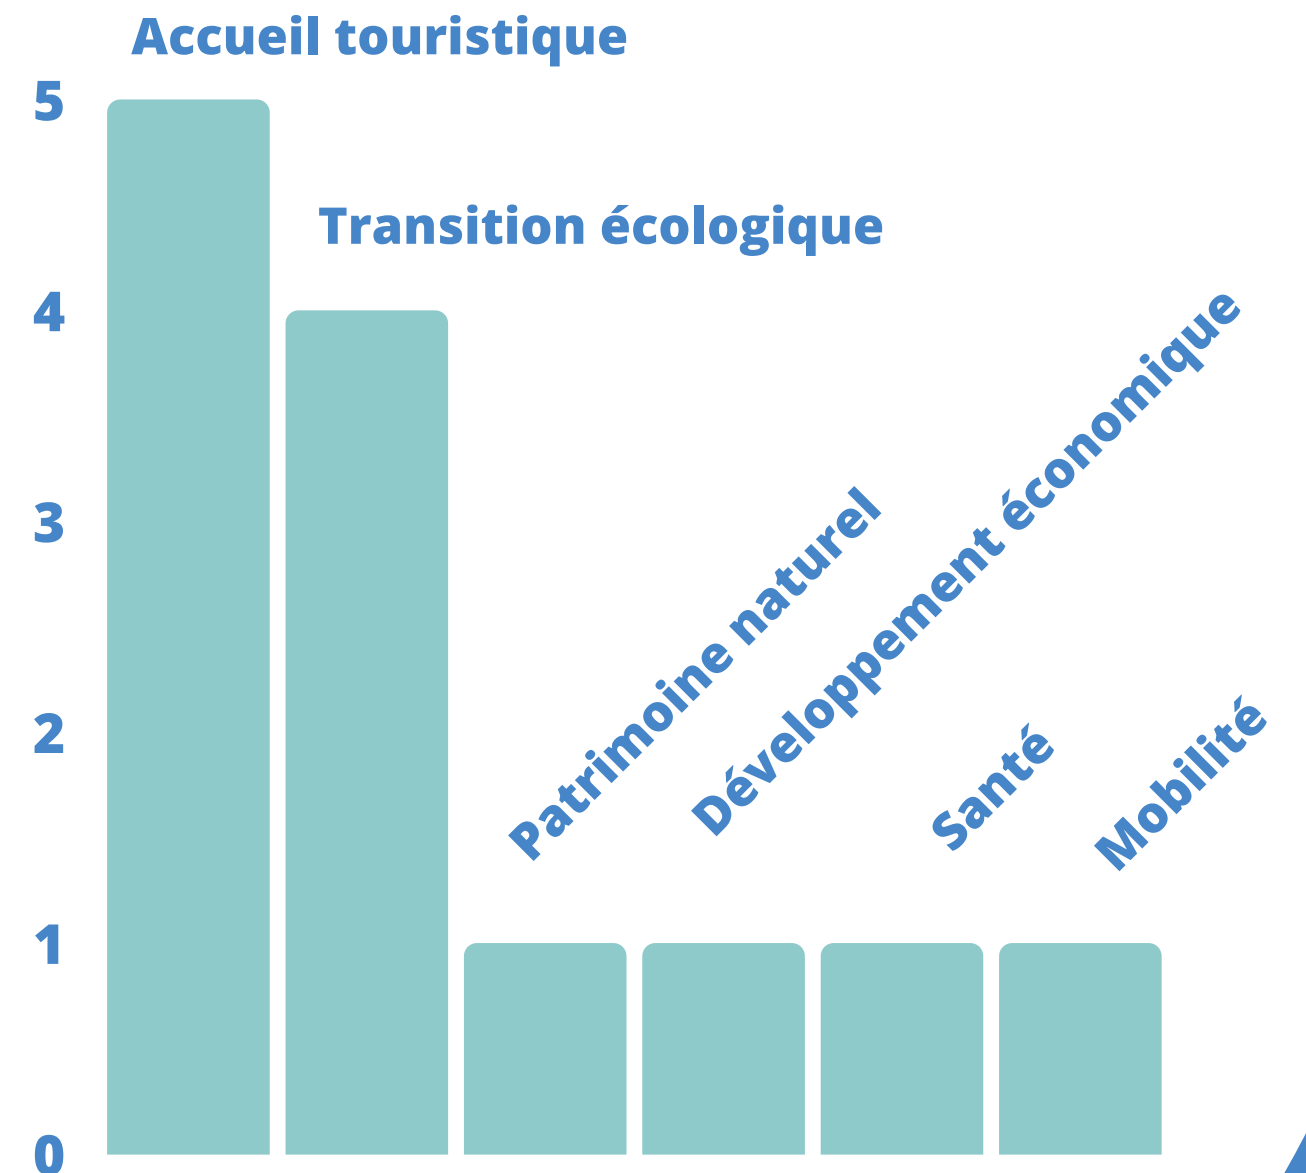 Accueil touristique
5
Transition écologique
4
3
2
1
0
Patrimoine naturel
Développement économique
Santé
Mobilité